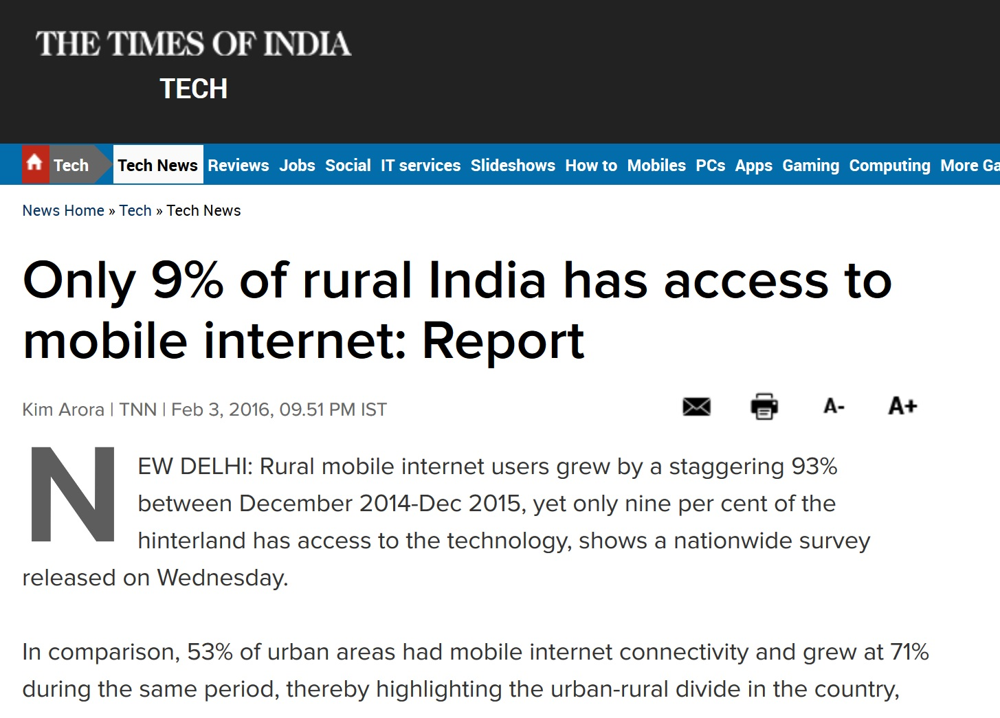 THE TIMES OF INDIA
TECH
Tech Tech News Reviews Jobs Social IT services Slideshows How to Mobiles PCs Apps Gaming Computing More Ga
News Home » Tech » Tech News
Only 9% of rural India has access to
mobile internet: Report
Kim Arora | TNN | Feb 3, 2016, 09.51 PM IST
A- A+
NEW DELHI: Rural mobile internet users grew by a staggering 93%
between December 2014-Dec 2015, yet only nine per cent of the
hinterland has access to the technology, shows a nationwide survey
released on Wednesday.
In comparison, 53% of urban areas had mobile internet connectivity and grew at 71%
during the same period, thereby highlighting the urban-rural divide in the country,